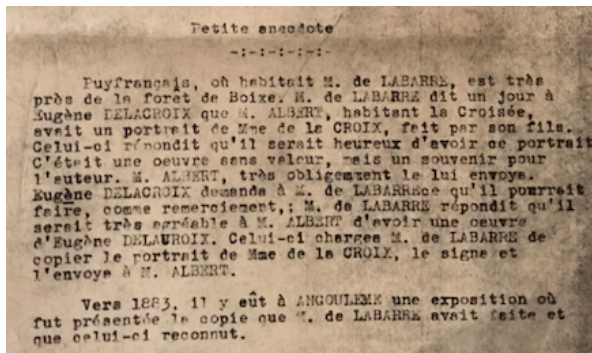 Petite anecdote
-:-:-:-:-:-
Puyfrançais, où habitait M. de LABARRE, est très
près de la foret de Boixe. M. de LABARRE dit un jour à
Eugène DELACROIX que M. ALBERT, habitant la Croisée,
avait un portrait de Mme de la CROIX, fait par son fils.
Celui-ci répondit qu'il serait heureux d'avoir ce portrait
C'était une oeuvre sans valeur, mais un souvenir pour
l'auteur. M. ALBERT, très obligemment le lui envoya.
Eugène DELACROIX demanda à M. de LABARREce qu'il pourrait
faire, comme remerciement,; M. de LABARRE répondit qu'il
serait très agréable à M. ALBERT d'avoir une oeuvre
d'Eugène DELAUROIX. Celui-ci chargea M. de LABARRE de
copier le portrait de Mme de la CROIX, le signa et
l'envoya à M. ALBERT.
Vers 1883, il y eût à ANGOULEME une exposition où
fut présentée la copie que M. de LABARRE avait faite et
que celui-ci reconnut.